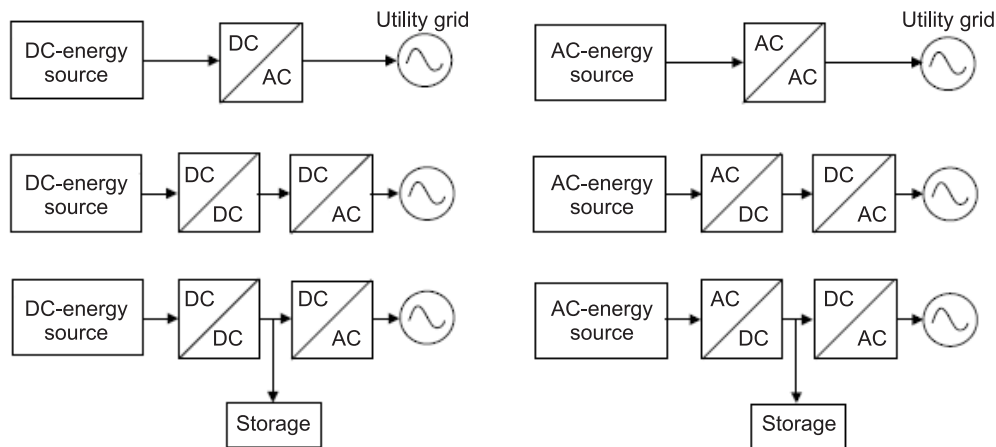 Utility grid
DC-energy
source
DC
AC
DC-energy
source
DC
DC
DC
AC
DC-energy
source
DC
DC
DC
AC
Storage
Utility grid
AC-energy
source
AC
AC
AC-energy
source
AC
DC
DC
AC
AC-energy
source
AC
DC
DC
AC
Storage